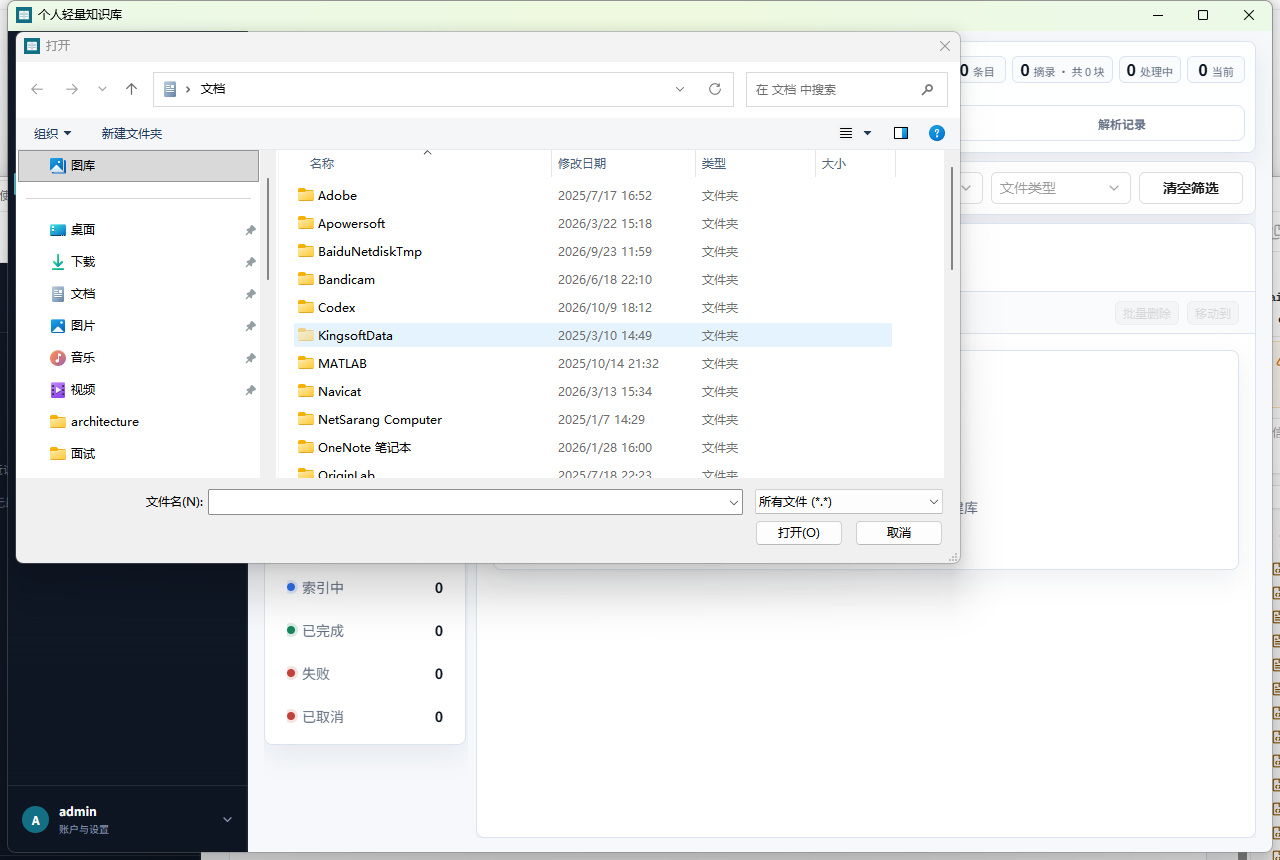 个人轻量知识库
打开
文档
在 文档 中搜索
组织
新建文件夹
图库
桌面
下载
文档
图片
音乐
视频
architecture
面试
名称 修改日期 类型 大小
Adobe 2025/7/17 16:52 文件夹
Apowersoft 2026/3/22 15:18 文件夹
BaiduNetdiskTmp 2026/9/23 11:59 文件夹
Bandicam 2026/6/18 22:10 文件夹
Codex 2026/10/9 18:12 文件夹
KingsoftData 2025/3/10 14:49 文件夹
MATLAB 2025/10/14 21:32 文件夹
Navicat 2026/3/13 15:34 文件夹
NetSarang Computer 2025/1/7 14:29 文件夹
OneNote 笔记本 2026/1/28 16:00 文件夹
OriginLab 2025/7/18 22:23 文件夹
文件名(N):
所有文件 (*.*)
打开(O)
取消
0 条目
0 摘录 · 共 0 块
0 处理中
0 当前
解析记录
文件类型
清空筛选
批量删除
移动到
库
索引中 0
已完成 0
失败 0
已取消 0
A
admin
账户与设置